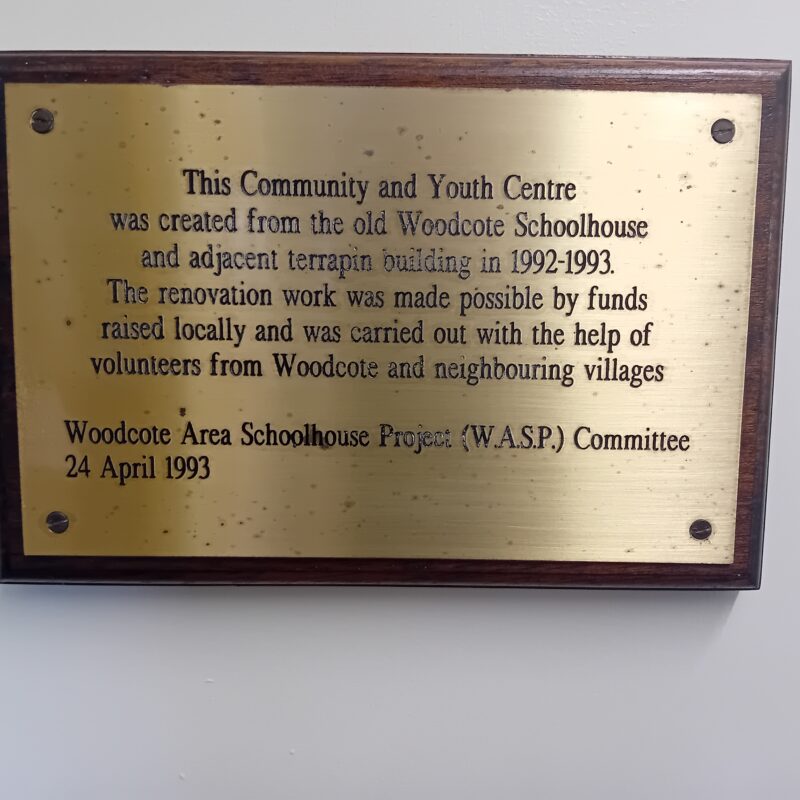 This Community and Youth Centre
was created from the old Woodcote Schoolhouse
and adjacent terrapin building in 1992-1993.
The renovation work was made possible by funds
raised locally and was carried out with the help of
volunteers from Woodcote and neighbouring villages
Woodcote Area Schoolhouse Project (W.A.S.P.) Committee
24 April 1993